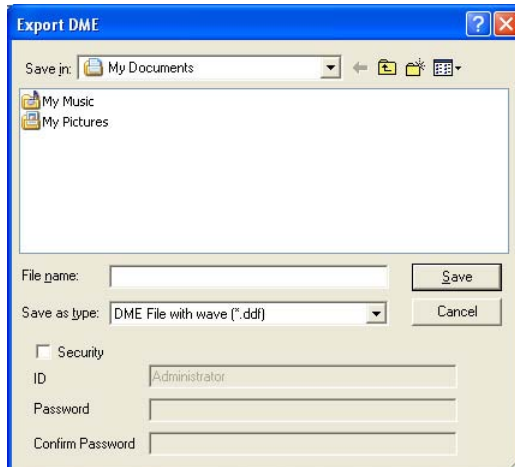 Export DME
Save in: My Documents
My Music
My Pictures
File name:
Save
Save as type: DME File with wave (*.ddf)
Cancel
Security
ID Administrator
Password
Confirm Password